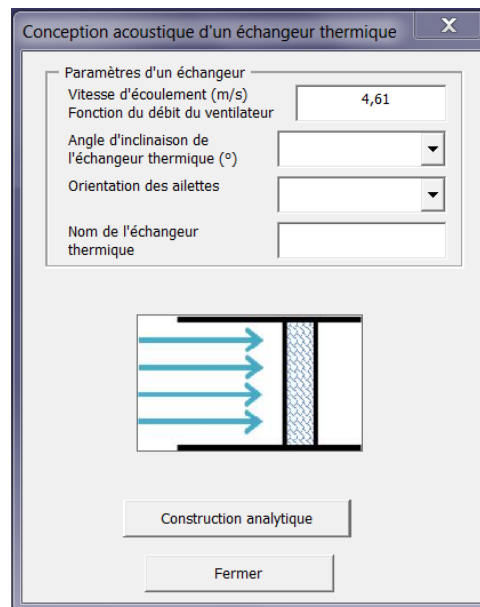 Conception acoustique d'un échangeur thermique
X
Paramètres d'un échangeur
Vitesse d'écoulement (m/s)
Fonction du débit du ventilateur
4,61
Angle d'inclinaison de
l'échangeur thermique (°)
Orientation des ailettes
Nom de l'échangeur
thermique
Construction analytique
Fermer